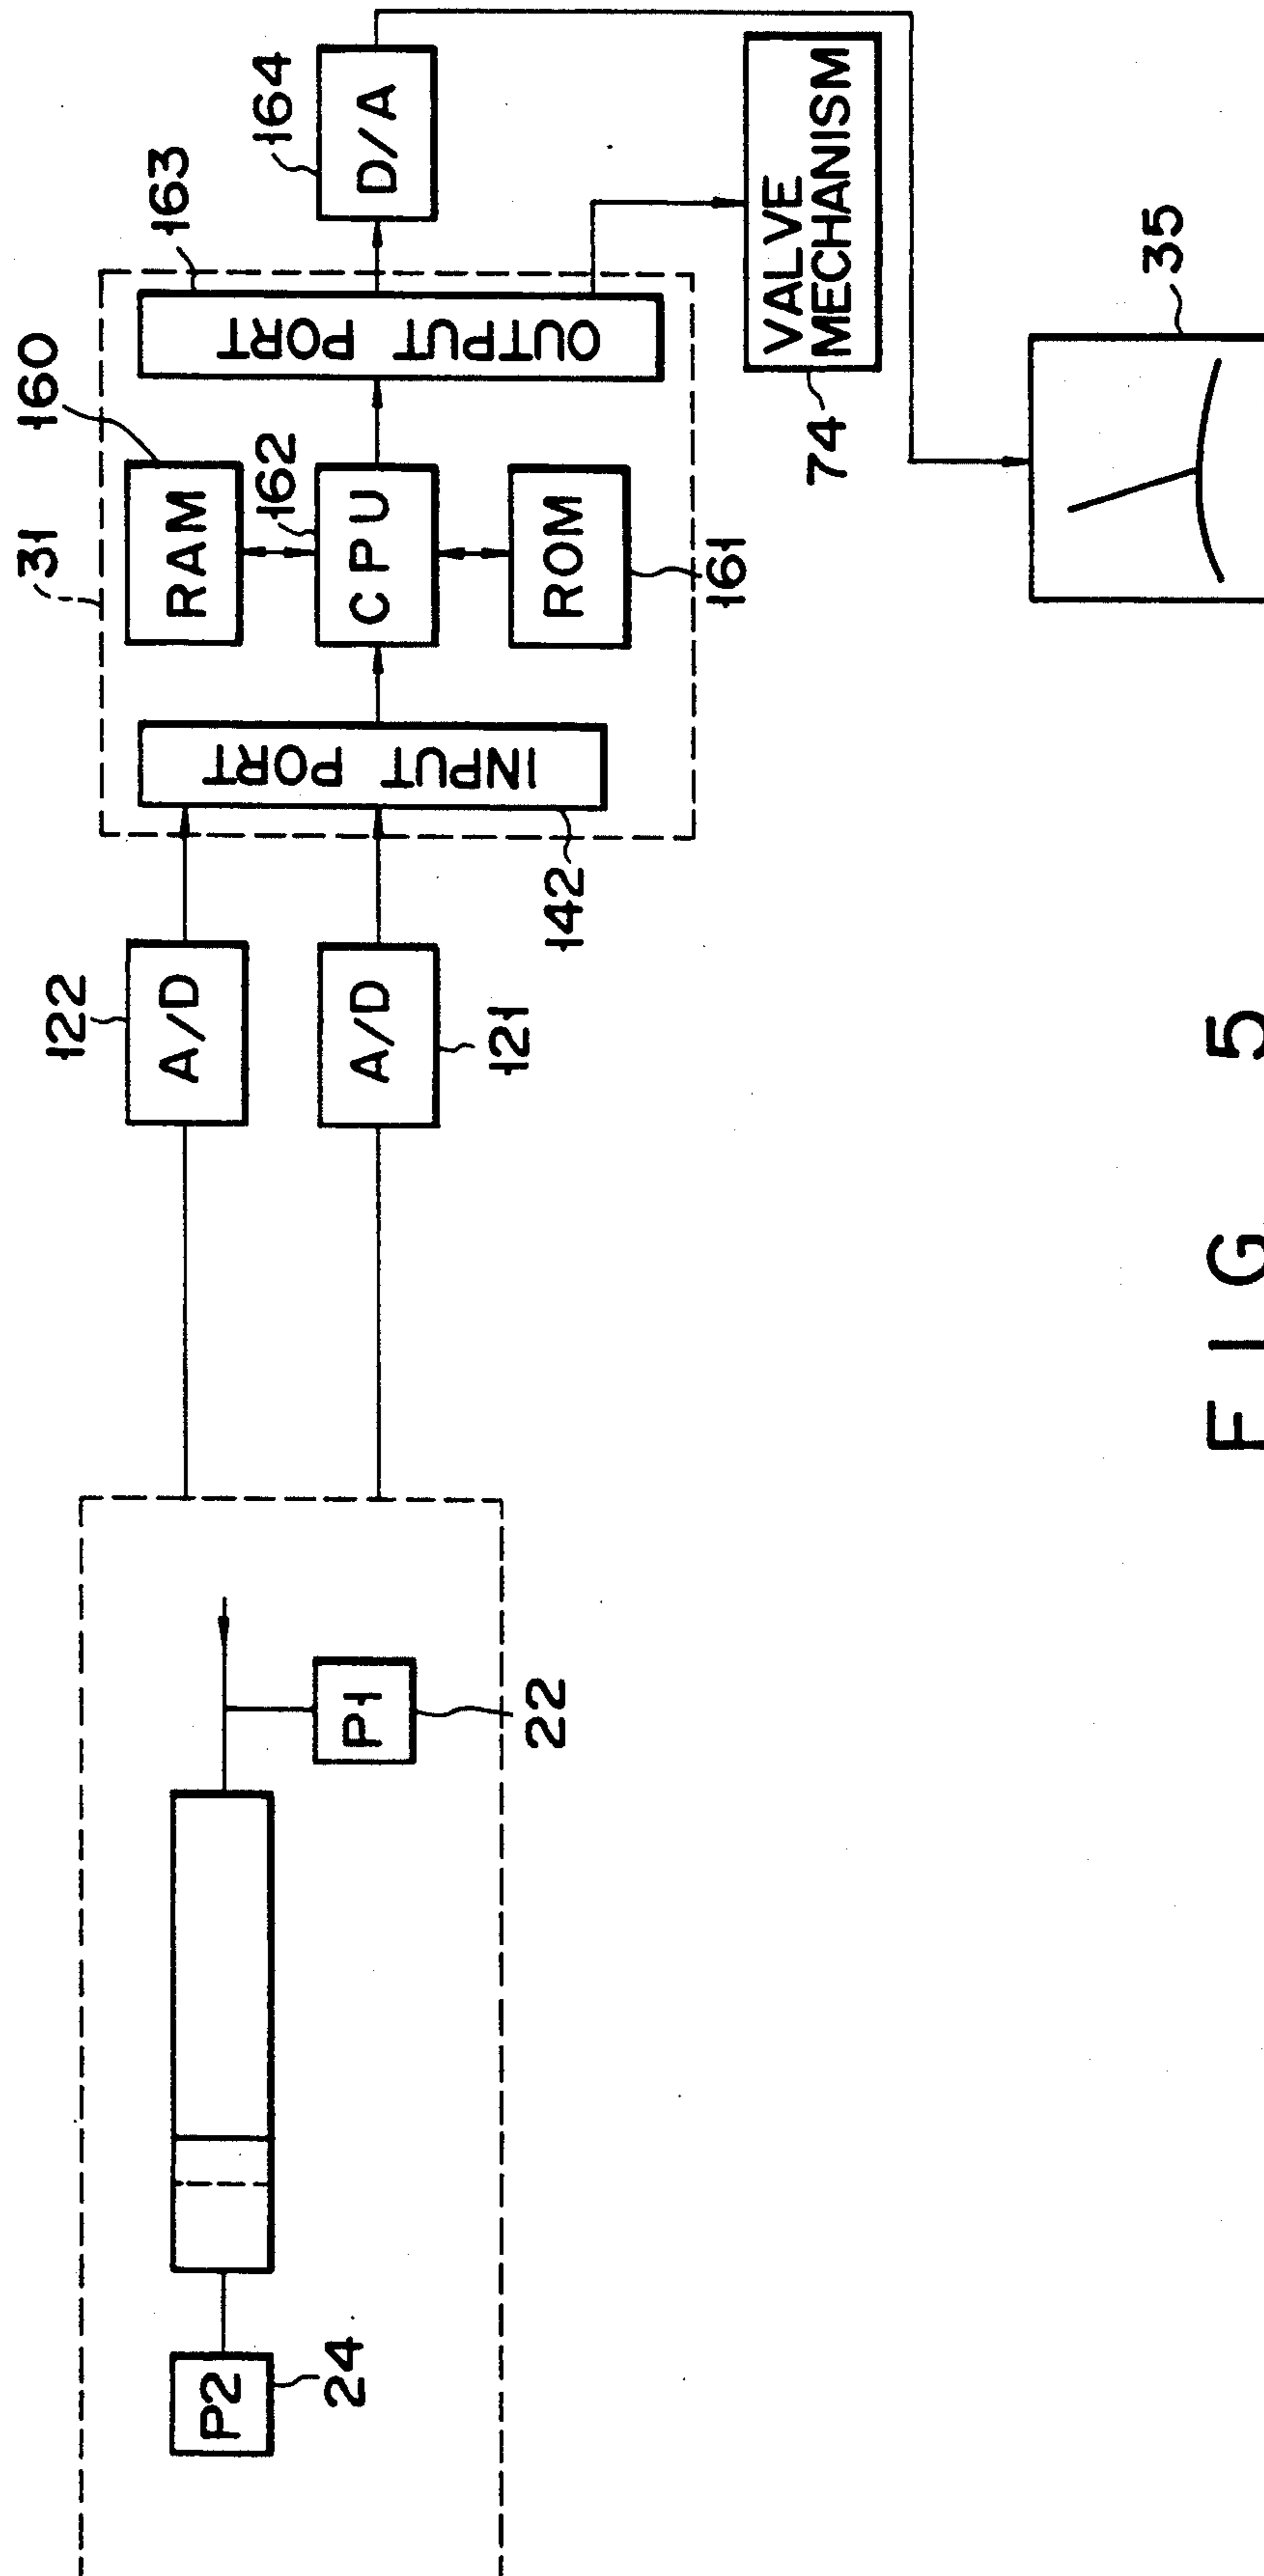 31
160
RAM
162
CPU
ROM
161
163
OUTPUT PORT
INPUT PORT
142
164
D/A
VALVE
MECHANISM
74
35
122
A/D
A/D
121
P1
22
P2
24
FIG 5